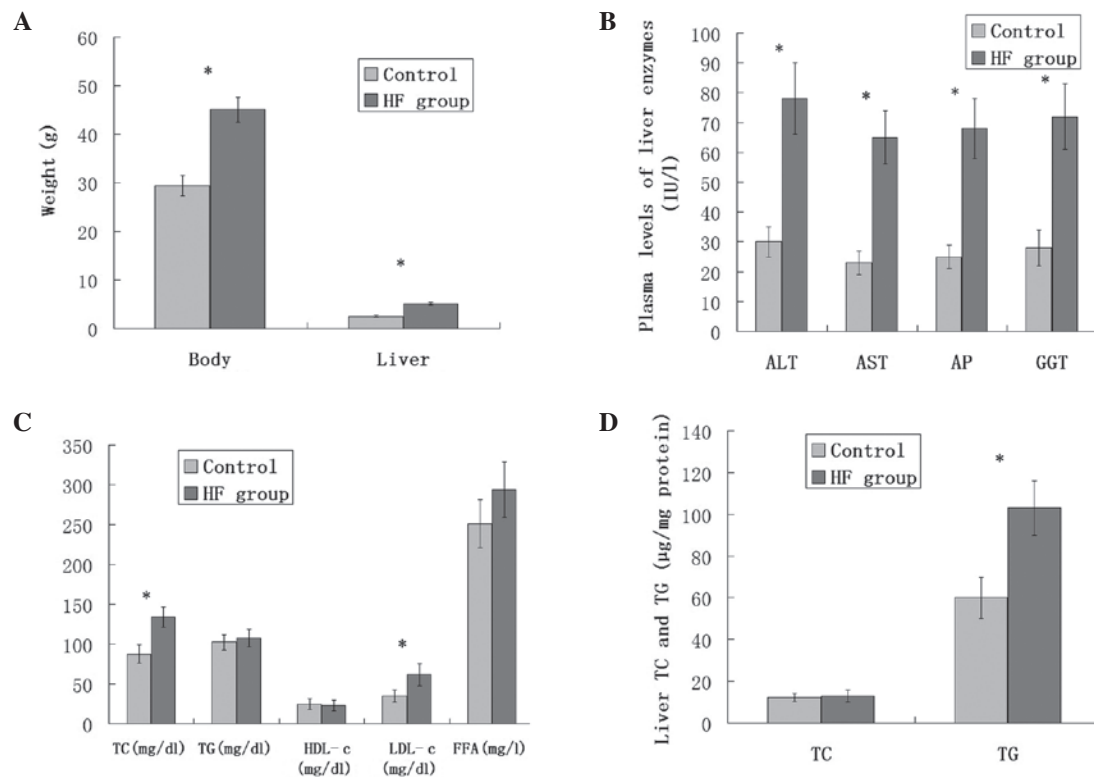 A
Weight (g)
60
50
40
30
20
10
0
*
*
Control
HF group
Body Liver
B
Plasma levels of liver enzymes
(IU/l)
100
90
80
70
60
50
40
30
20
10
0
*
*
*
*
Control
HF group
ALT AST AP GGT
C
350
300
250
200
150
100
50
0
*
*
Control
HF group
TC(mg/dl) TG(mg/dl) HDL-c LDL-c FFA(mg/l)
(mg/dl) (mg/dl)
D
Liver TC and TG (μg/mg protein)
140
120
100
80
60
40
20
0
*
Control
HF group
TC TG